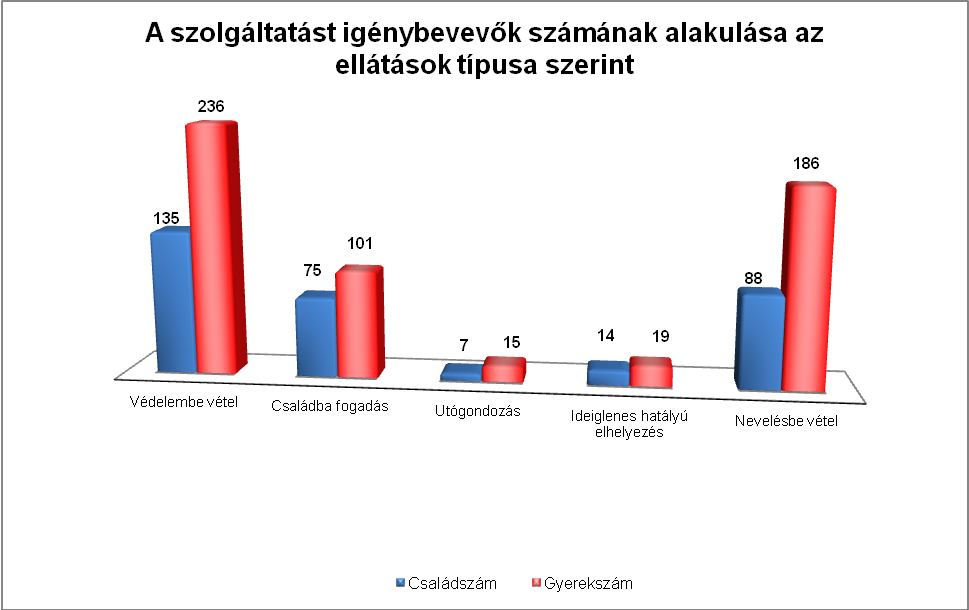 A szolgáltatást igénybevevők számának alakulása az
ellátások típusa szerint
236
135
186
101
75
88
7
15
14
19
Védelembe vétel
Családba fogadás
Utógondozás
Ideiglenes hatályú
elhelyezés
Nevelésbe vétel
Családszám
Gyerekszám